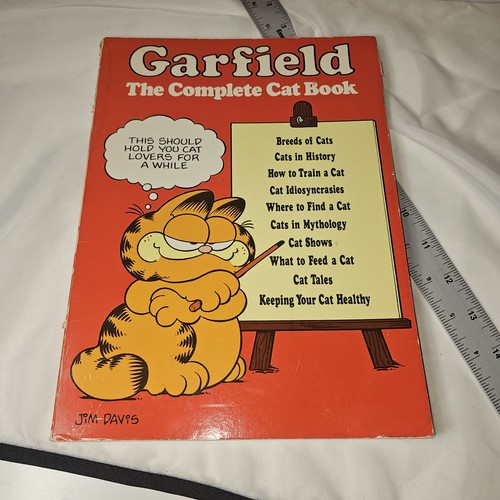 Garfield
The Complete Cat Book
THIS SHOULD
HOLD YOU CAT
LOVERS FOR
A WHILE
Breeds of Cats
Cats in History
How to Train a Cat
Cat Idiosyncrasies
Where to Find a Cat
Cats in Mythology
Cat Shows
What to Feed a Cat
Cat Tales
Keeping Your Cat Healthy
JIM DAVIS
10
11
12
13
14